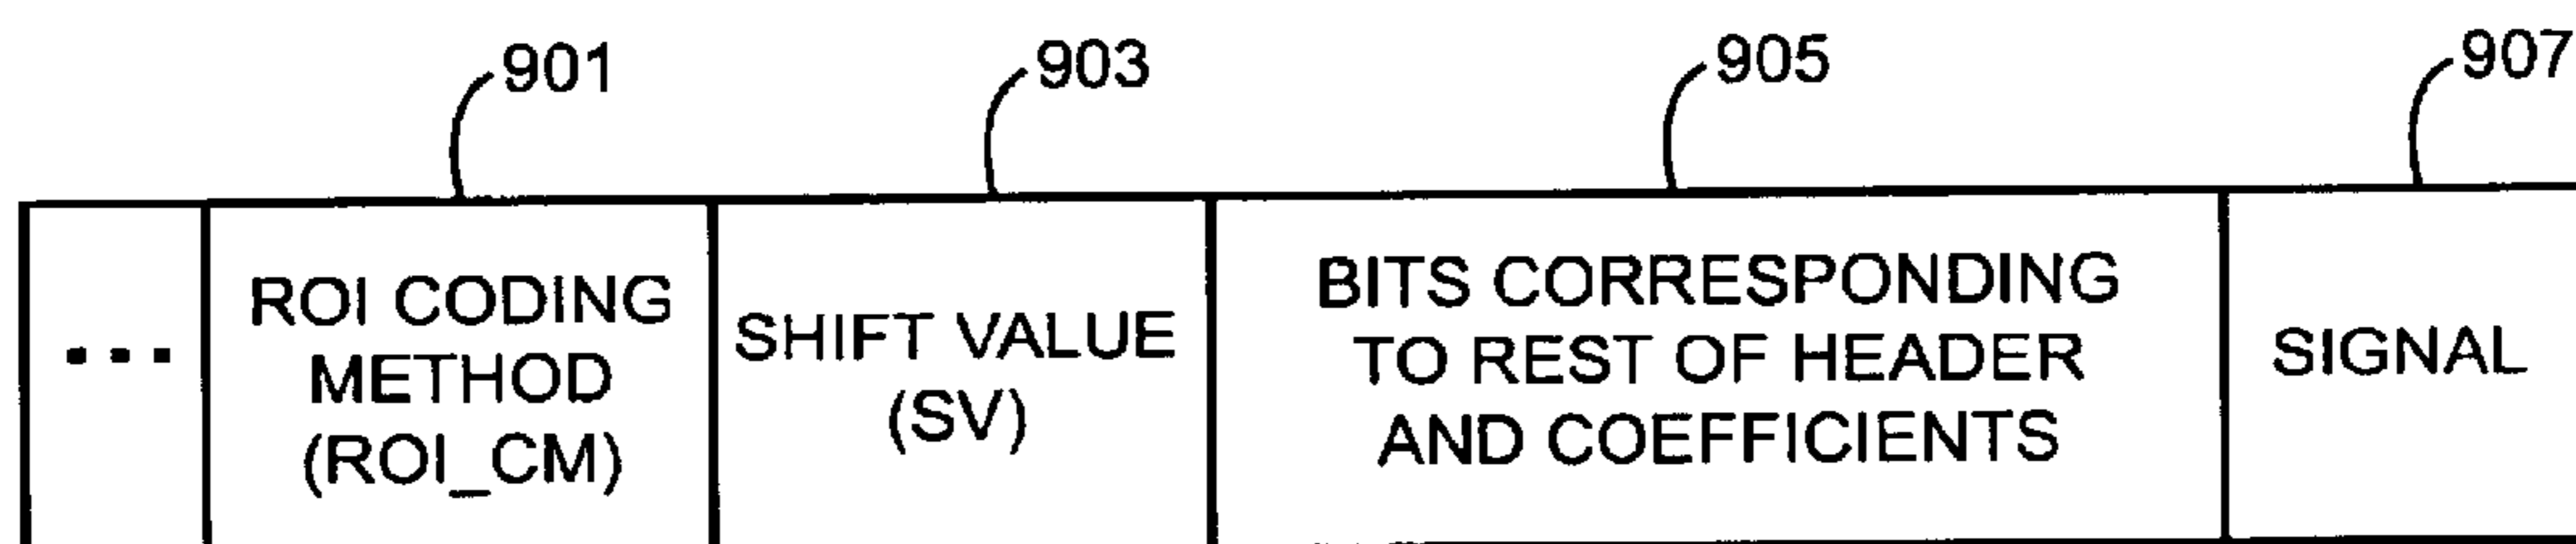 901
903
905
907
...
ROI CODING
METHOD
(ROI_CM)
SHIFT VALUE
(SV)
BITS CORRESPONDING
TO REST OF HEADER
AND COEFFICIENTS
SIGNAL